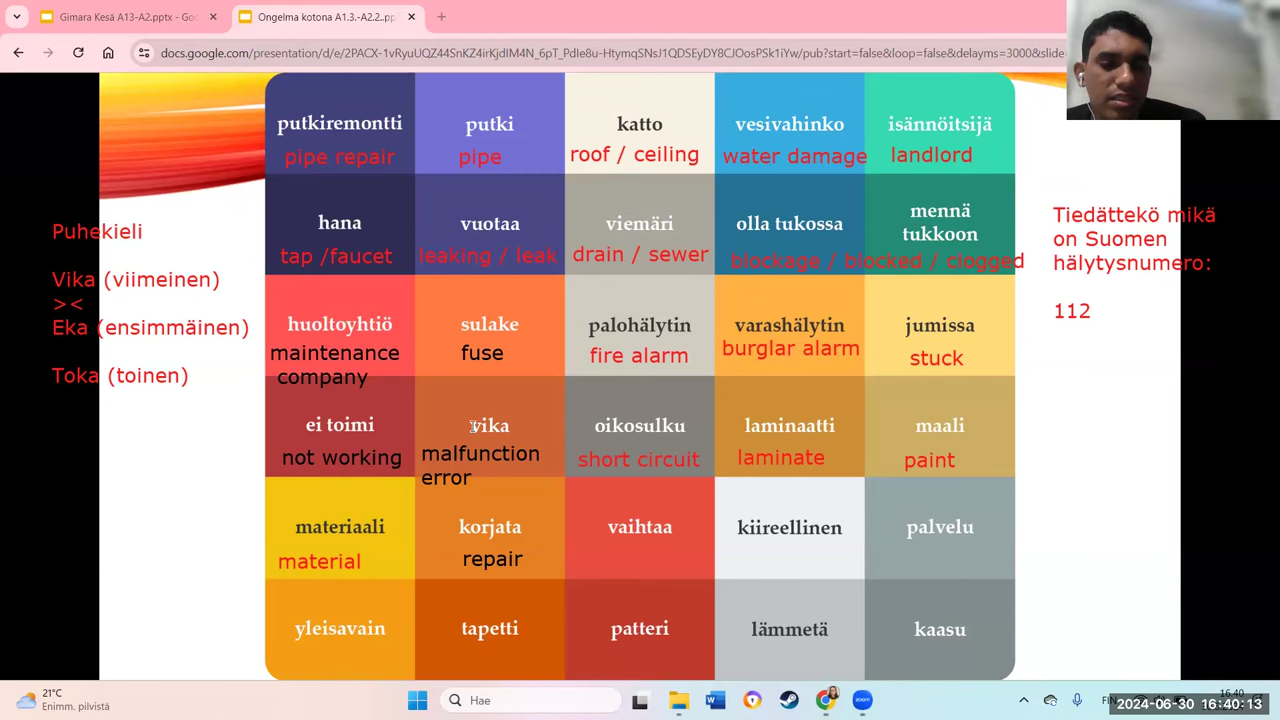 Gimara Kesä A13-A2.pptx - Goo
Ongelma kotona A1.3.-A2.2..pp
docs.google.com/presentation/d/e/2PACX-1vRyuUQZ44SnKZ4irKjdIM4N_6pT_PdIe8u-HtymqSNsJ1QDSEyDY8CJOosPSk1iYw/pub?start=false&loop=false&delayms=3000&slide
putkiremontti
pipe repair
putki
pipe
katto
roof / ceiling
vesivahinko
water damage
isännöitsijä
landlord
hana
tap /faucet
vuotaa
leaking / leak
viemäri
drain / sewer
olla tukossa
mennä
tukkoon
blockage / blocked / clogged
huoltoyhtiö
maintenance
company
sulake
fuse
palohälytin
fire alarm
varashälytin
burglar alarm
jumissa
stuck
ei toimi
not working
vika
malfunction
error
oikosulku
short circuit
laminaatti
laminate
maali
paint
materiaali
material
korjata
repair
vaihtaa
kiireellinen
palvelu
yleisavain
tapetti
patteri
lämmetä
kaasu
Puhekieli
Vika (viimeinen)
><
Eka (ensimmäinen)
Toka (toinen)
Tiedättekö mikä
on Suomen
hälytysnumero:
112
21°C
Enimm. pilvistä
Hae
FIN
16.40
2024-06-30 16:40:13